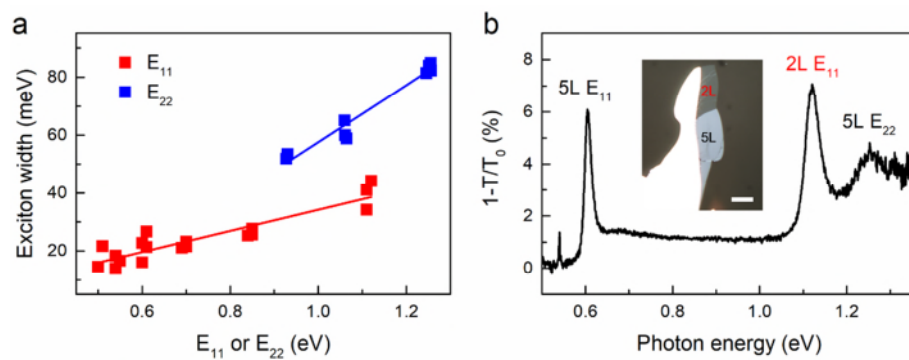 a
E11
E22
Exciton width (meV)
80
60
40
20
0
0.6
0.8
1.0
1.2
E11 or E22 (eV)
b
5L E11
2L E11
5L E22
2L
5L
1-T/T0 (%)
8
6
4
2
0
0.6
0.8
1.0
1.2
Photon energy (eV)